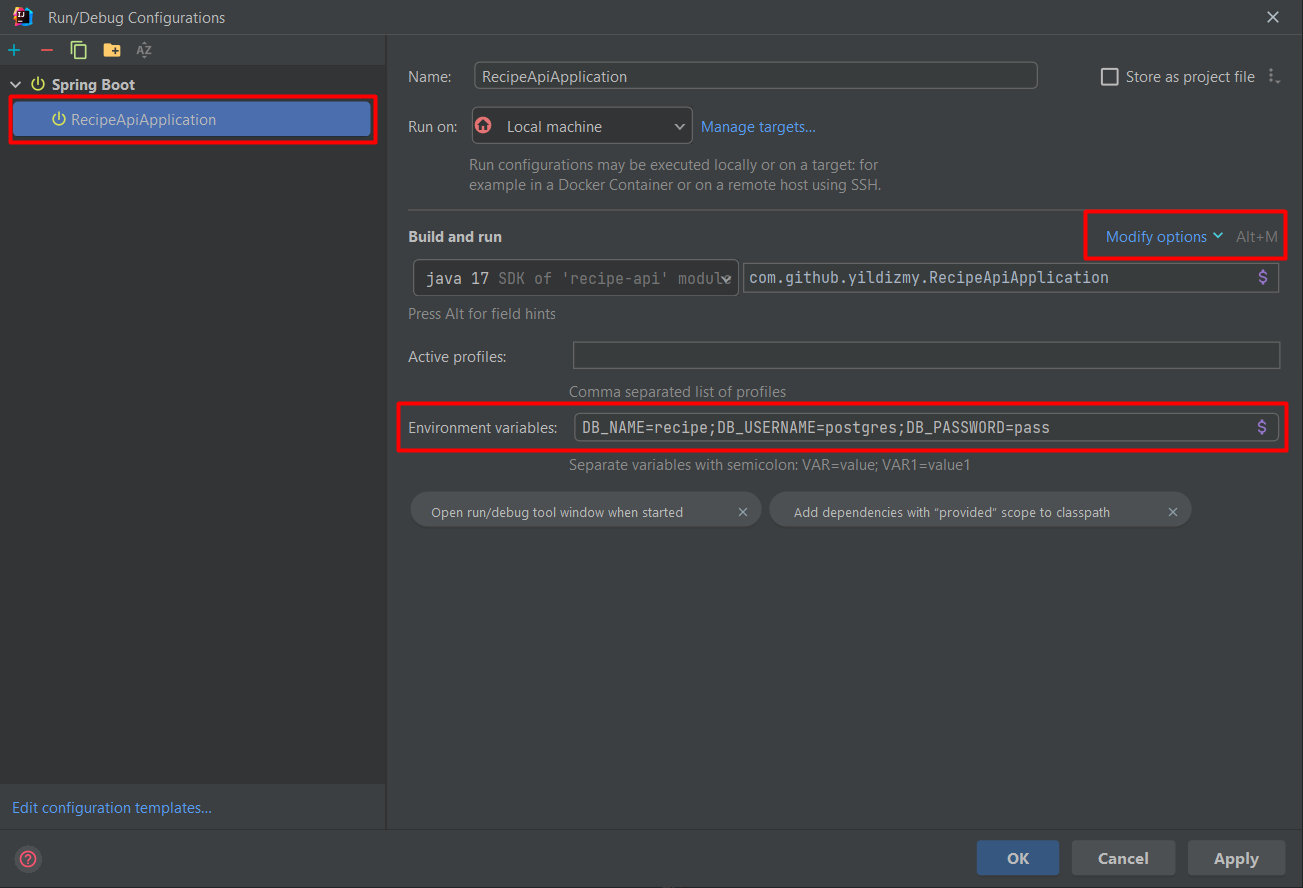 Run/Debug Configurations
Spring Boot
RecipeApiApplication
Edit configuration templates...
Name: RecipeApiApplication Store as project file
Run on: Local machine Manage targets...
Run configurations may be executed locally or on a target: for
example in a Docker Container or on a remote host using SSH.
Build and run Modify options Alt+M
java 17 SDK of 'recipe-api' module com.github.yildizmy.RecipeApiApplication $
Press Alt for field hints
Active profiles:
Comma separated list of profiles
Environment variables: DB_NAME=recipe;DB_USERNAME=postgres;DB_PASSWORD=pass $
Separate variables with semicolon: VAR=value; VAR1=value1
Open run/debug tool window when started Add dependencies with “provided” scope to classpath
? OK Cancel Apply